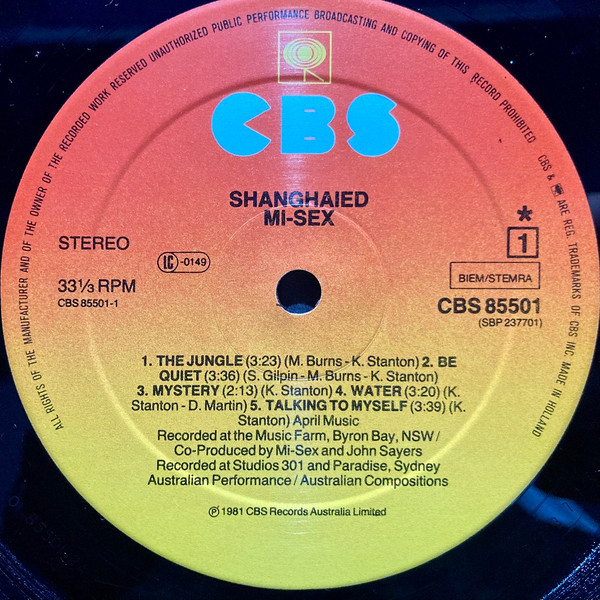 ALL RIGHTS OF THE MANUFACTURER AND OF THE OWNER OF THE RECORDED WORK RESERVED UNAUTHORIZED PUBLIC PERFORMANCE BROADCASTING AND COPYING OF THIS RECORD PROHIBITED
CBS & ARE REG. TRADEMARKS OF CBS INC. MADE IN HOLLAND
CBS
SHANGHAIED
MI-SEX
STEREO
LC-0149
*
1
33⅓ RPM
BIEM/STEMRA
CBS 85501-1
CBS 85501
(SBP 237701)
1. THE JUNGLE (3:23) (M. Burns - K. Stanton) 2. BE
QUIET (3:36) (S. Gilpin - M. Burns - K. Stanton)
3. MYSTERY (2:13) (K. Stanton) 4. WATER (3:20) (K.
Stanton - D. Martin) 5. TALKING TO MYSELF (3:39) (K.
Stanton) April Music
Recorded at the Music Farm, Byron Bay, NSW /
Co-Produced by Mi-Sex and John Sayers
Recorded at Studios 301 and Paradise, Sydney
Australian Performance / Australian Compositions
℗ 1981 CBS Records Australia Limited